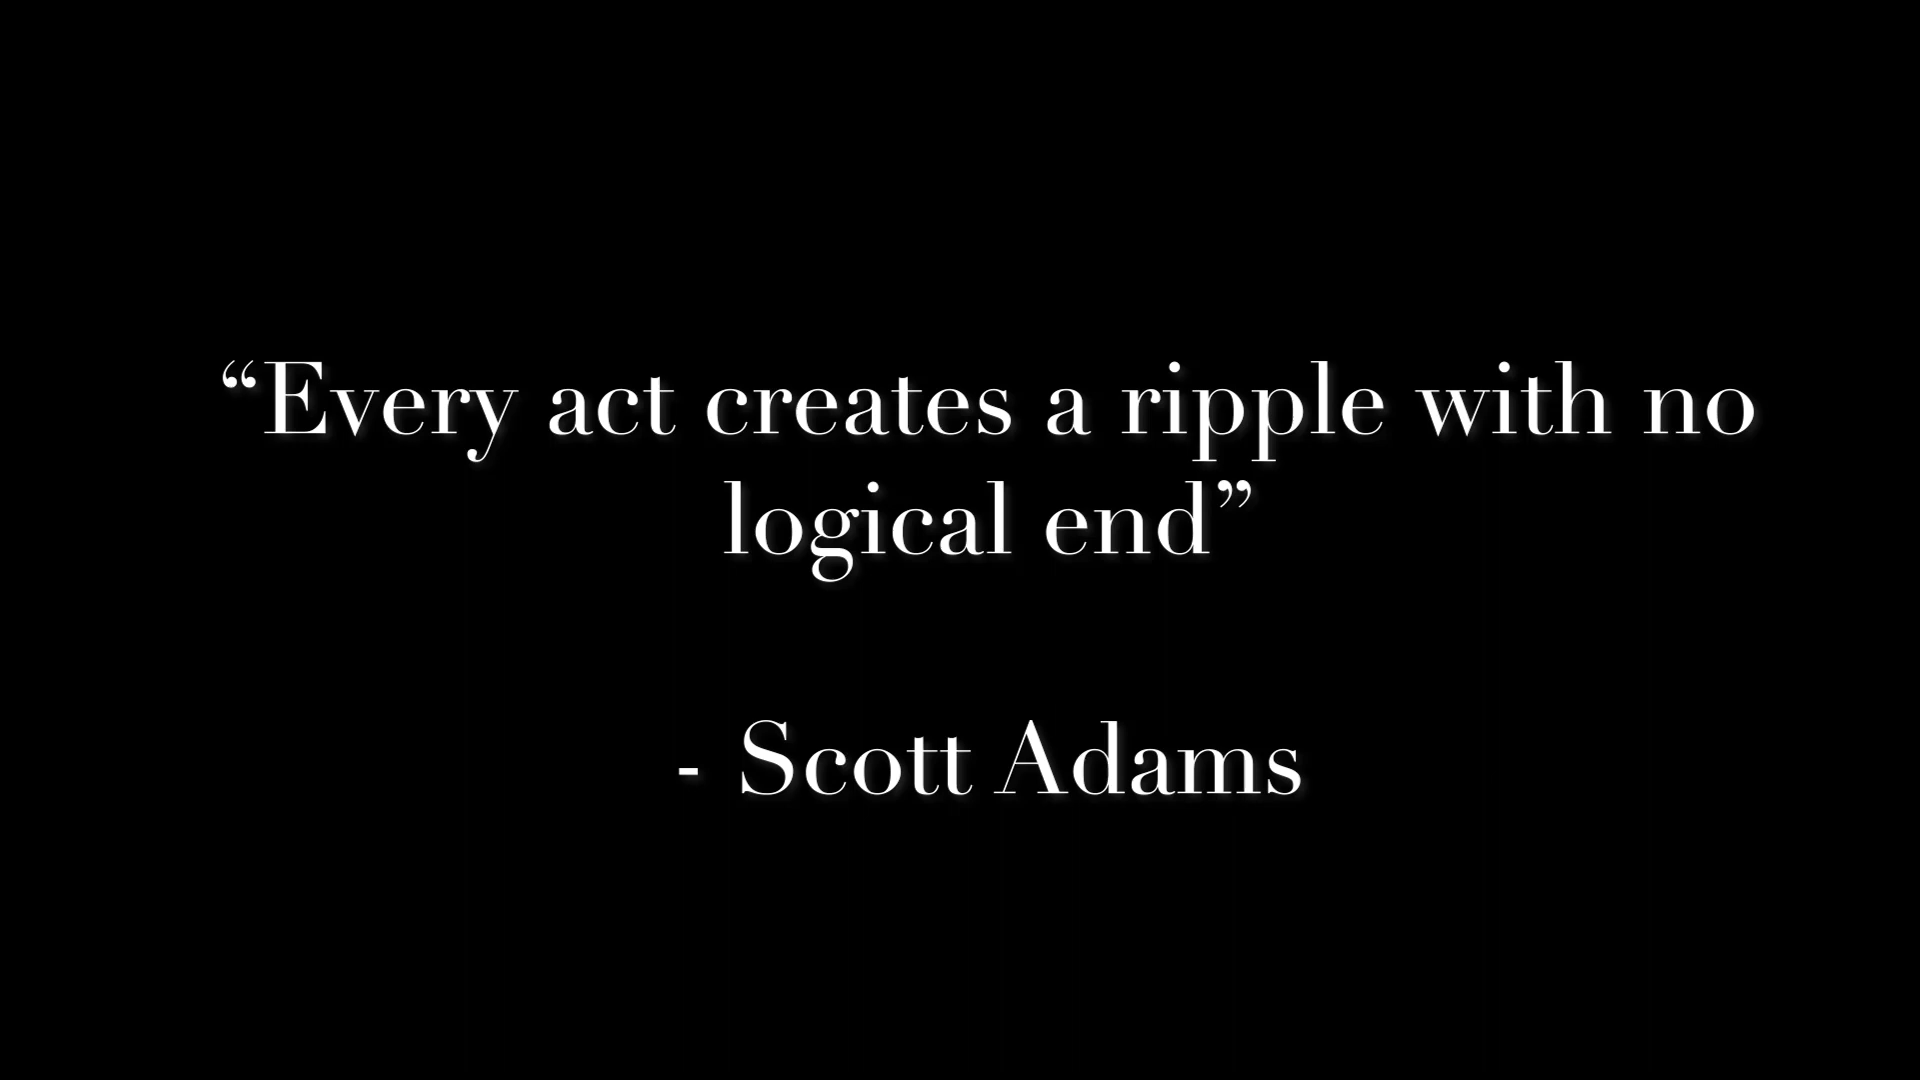 “Every act creates a ripple with no
logical end”
- Scott Adams